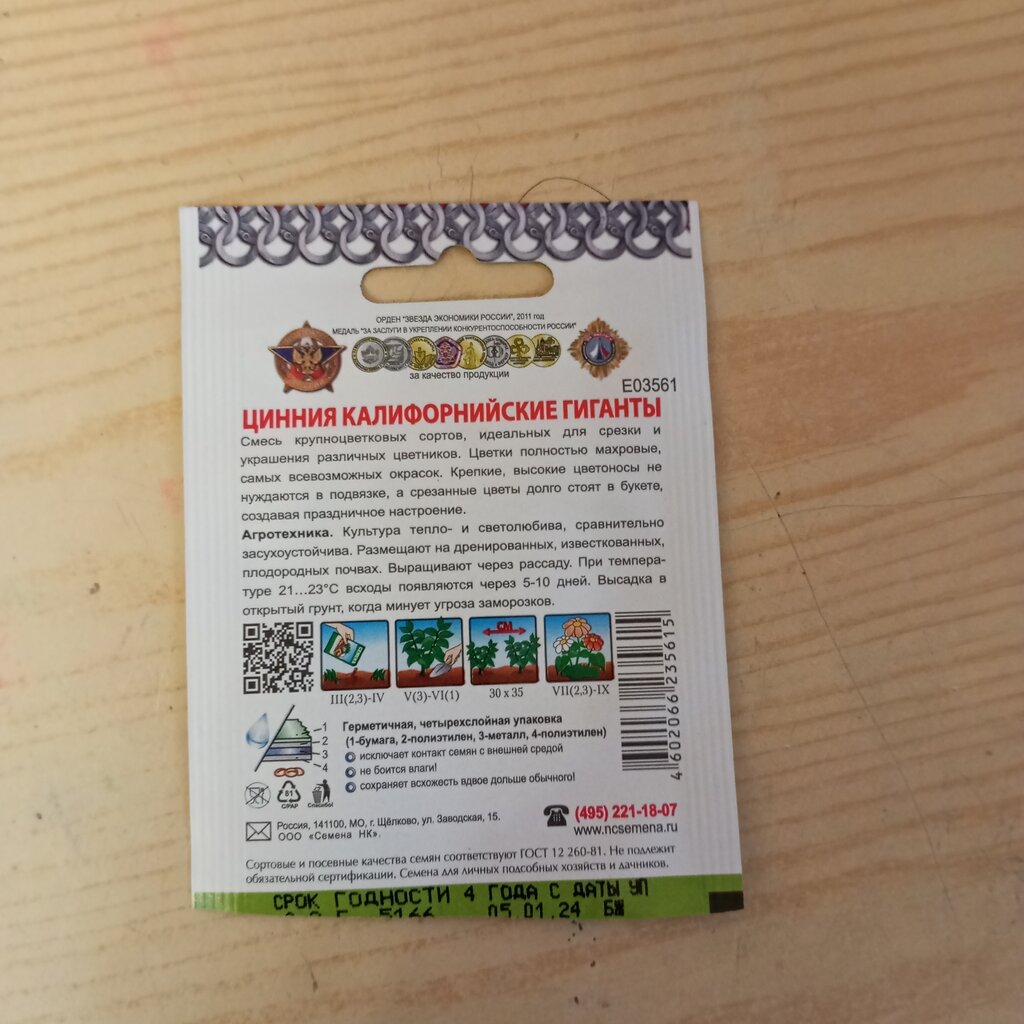 ОРДЕН "ЗВЕЗДА ЭКОНОМИКИ РОССИИ", 2011 год
МЕДАЛЬ "ЗА ЗАСЛУГИ В УКРЕПЛЕНИИ КОНКУРЕНТОСПОСОБНОСТИ РОССИИ"
за качество продукции
Е03561
ЦИННИЯ КАЛИФОРНИЙСКИЕ ГИГАНТЫ
Смесь крупноцветковых сортов, идеальных для срезки и
украшения различных цветников. Цветки полностью махровые,
самых всевозможных окрасок. Крепкие, высокие цветоносы не
нуждаются в подвязке, а срезанные цветы долго стоят в букете,
создавая праздничное настроение.
Агротехника. Культура тепло- и светолюбива, сравнительно
засухоустойчива. Размещают на дренированных, известкованных,
плодородных почвах. Выращивают через рассаду. При темпера-
туре 21...23°С всходы появляются через 5-10 дней. Высадка в
открытый грунт, когда минует угроза заморозков.
СМ
III(2,3)-IV
V(3)-VI(1)
30 x 35
VII(2,3)-IX
4 602066 235615
1
2
3
4
Герметичная, четырехслойная упаковка
(1-бумага, 2-полиэтилен, 3-металл, 4-полиэтилен)
исключает контакт семян с внешней средой
не боится влаги!
сохраняет всхожесть вдвое дольше обычного!
81
C/PAP
Спасибо!
Россия, 141100, МО, г. Щёлково, ул. Заводская, 15.
ООО «Семена НК».
(495) 221-18-07
www.ncsemena.ru
Сортовые и посевные качества семян соответствуют ГОСТ 12 260-81. Не подлежит
обязательной сертификации. Семена для личных подсобных хозяйств и дачников.
СРОК ГОДНОСТИ 4 ГОДА С ДАТЫ УП
5166 05.01.24 БЖ